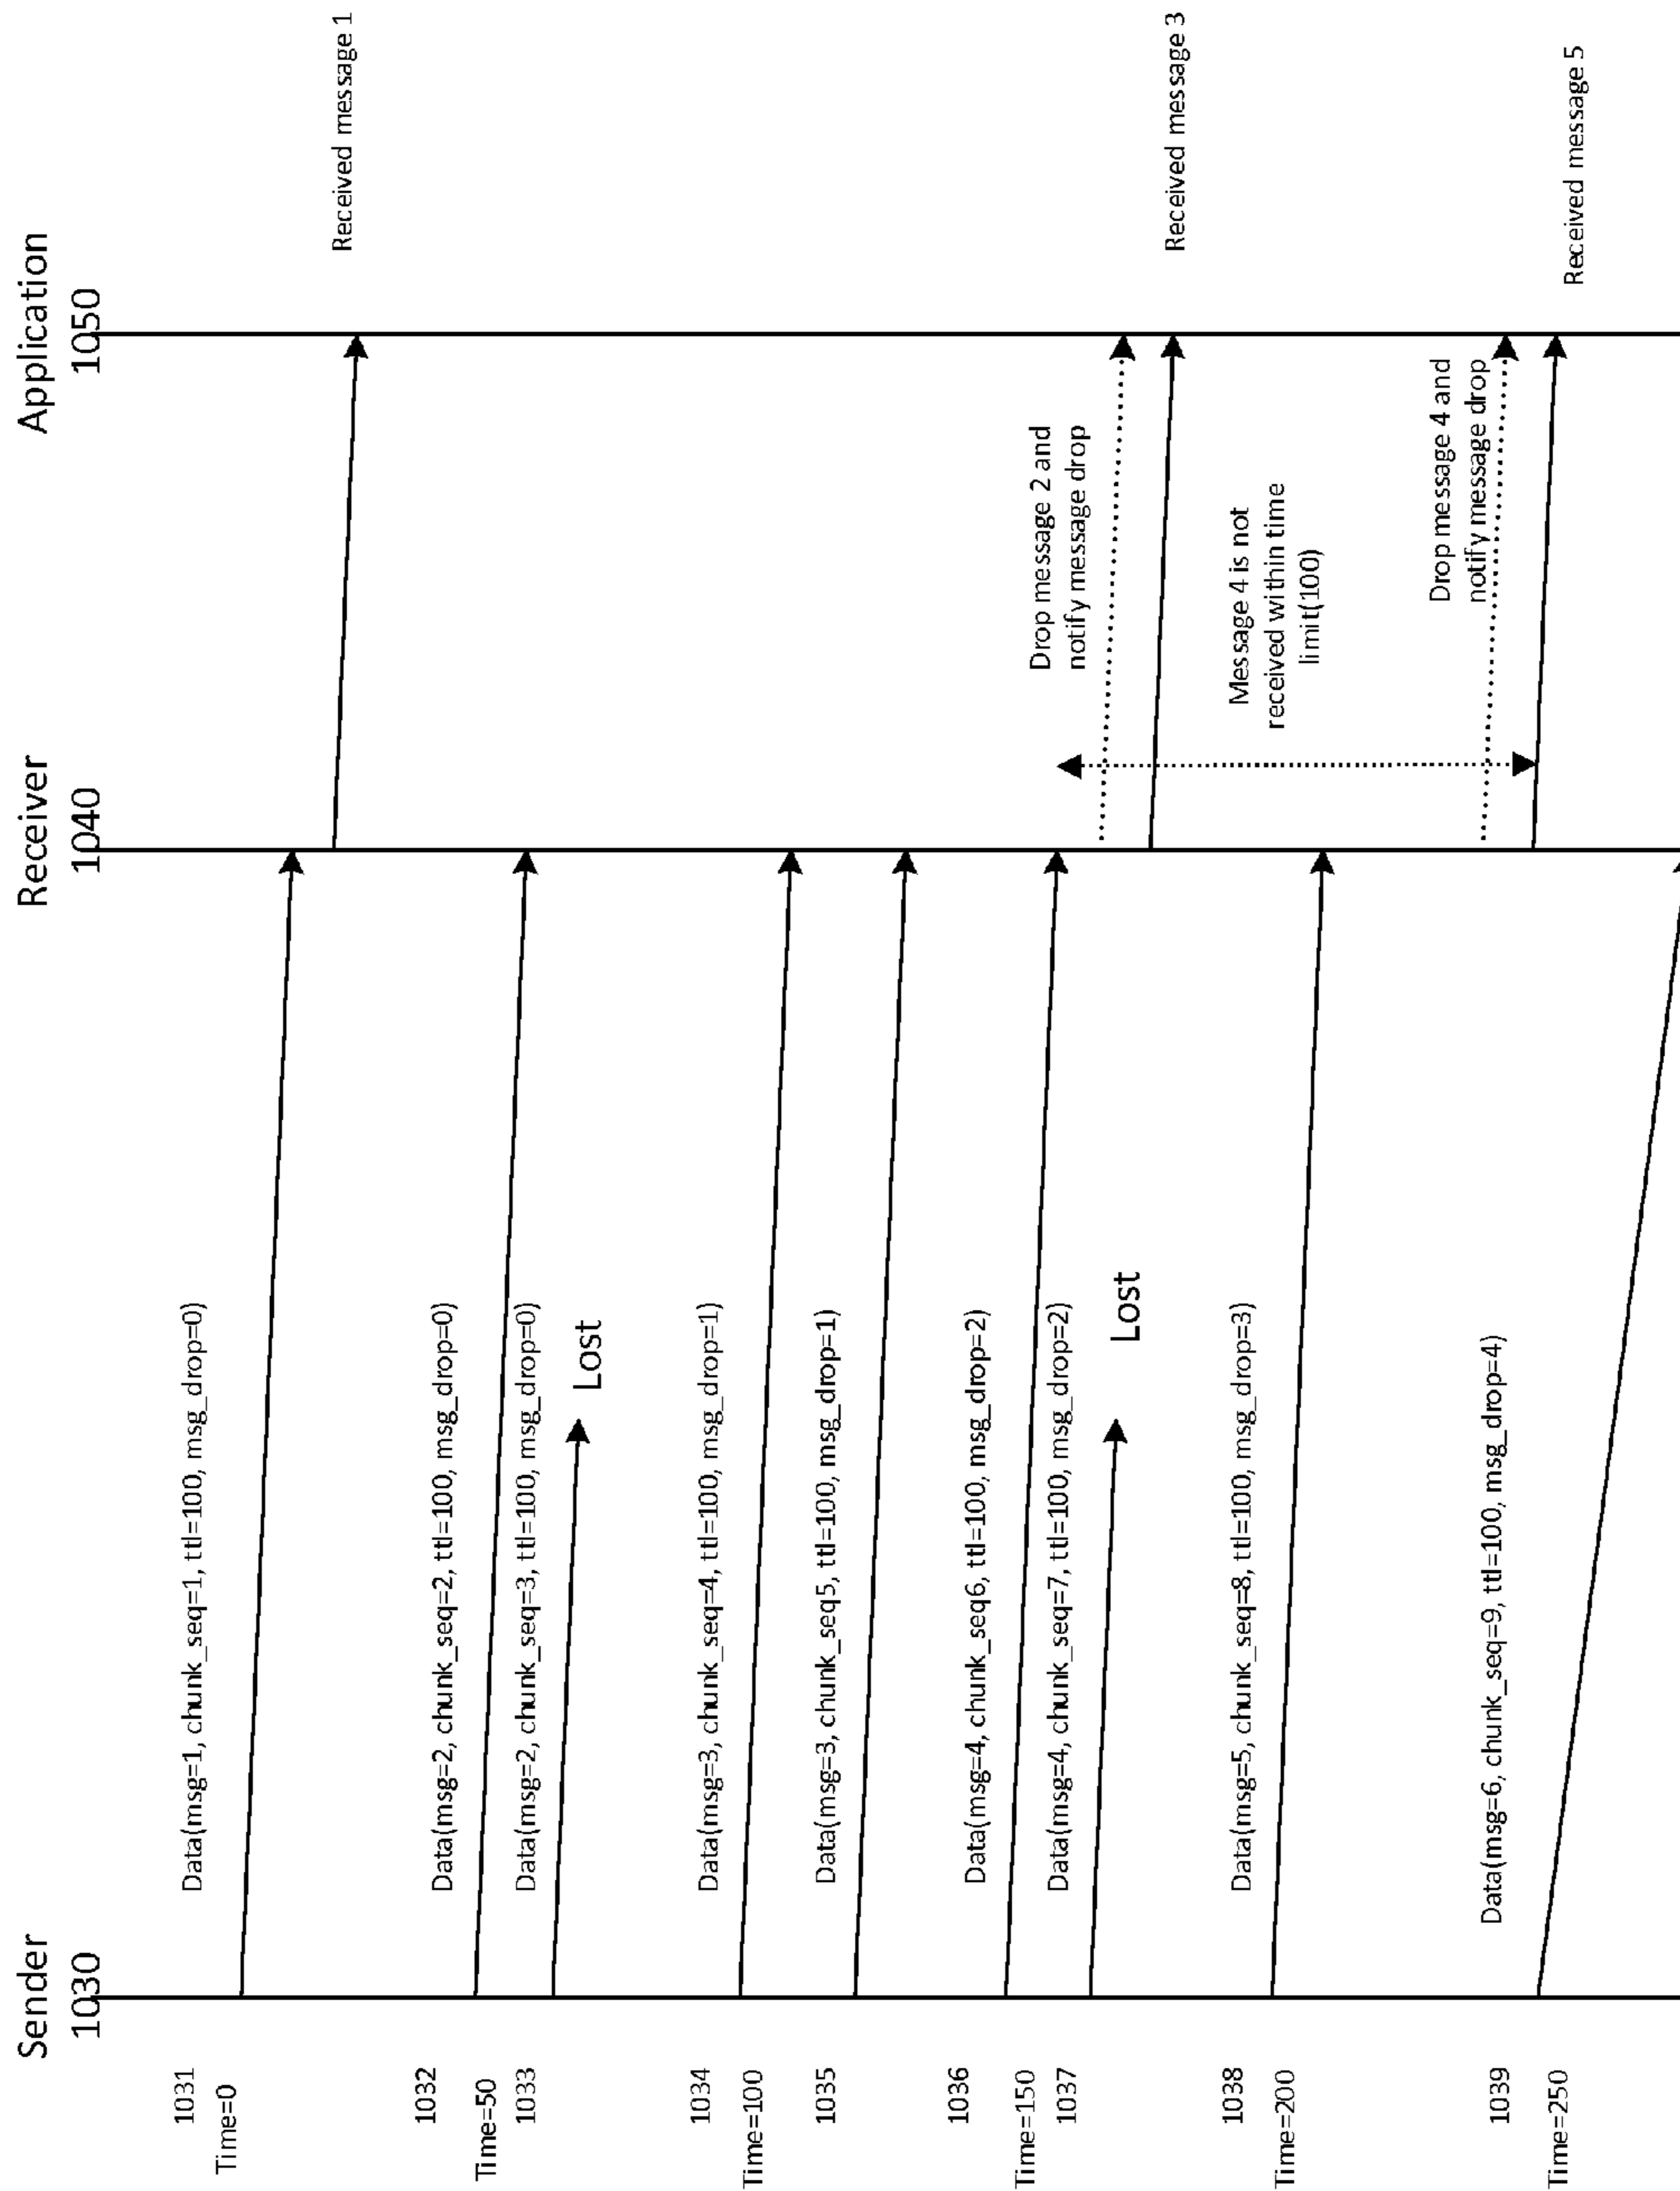 Sender
Receiver
Application
1030
1040
1050
1031
Time=0
Data(msg=1, chunk_seq=1, ttl=100, msg_drop=0)
Received message 1
1032
Time=50
Data(msg=2, chunk_seq=2, ttl=100, msg_drop=0)
1033
Data(msg=2, chunk_seq=3, ttl=100, msg_drop=0)
Lost
1034
Time=100
Data(msg=3, chunk_seq=4, ttl=100, msg_drop=1)
1035
Data(msg=3, chunk_seq5, ttl=100, msg_drop=1)
1036
Time=150
Data(msg=4, chunk_seq6, ttl=100, msg_drop=2)
1037
Data(msg=4, chunk_seq=7, ttl=100, msg_drop=2)
Lost
Drop message 2 and
notify message drop
Received message 3
1038
Time=200
Data(msg=5, chunk_seq=8, ttl=100, msg_drop=3)
Message 4 is not
received within time
limit(100)
1039
Time=250
Data(msg=6, chunk_seq=9, ttl=100, msg_drop=4)
Drop message 4 and
notify message drop
Received message 5